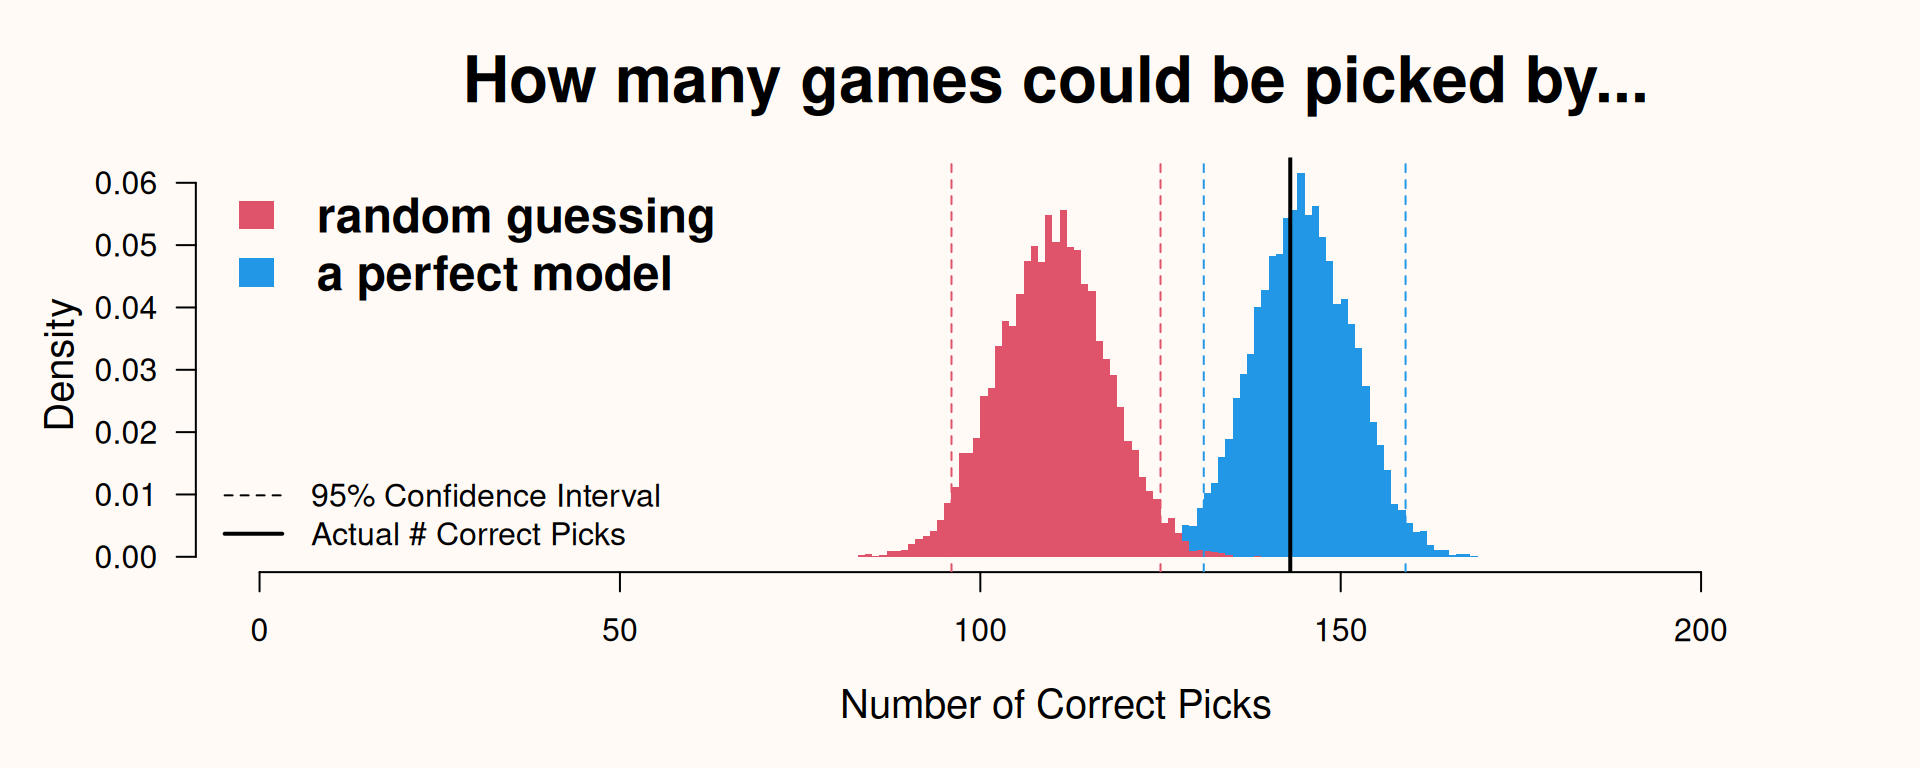 How many games could be picked by...
random guessing
a perfect model
95% Confidence Interval
Actual # Correct Picks
Density
0.06
0.05
0.04
0.03
0.02
0.01
0.00
0 50 100 150 200
Number of Correct Picks